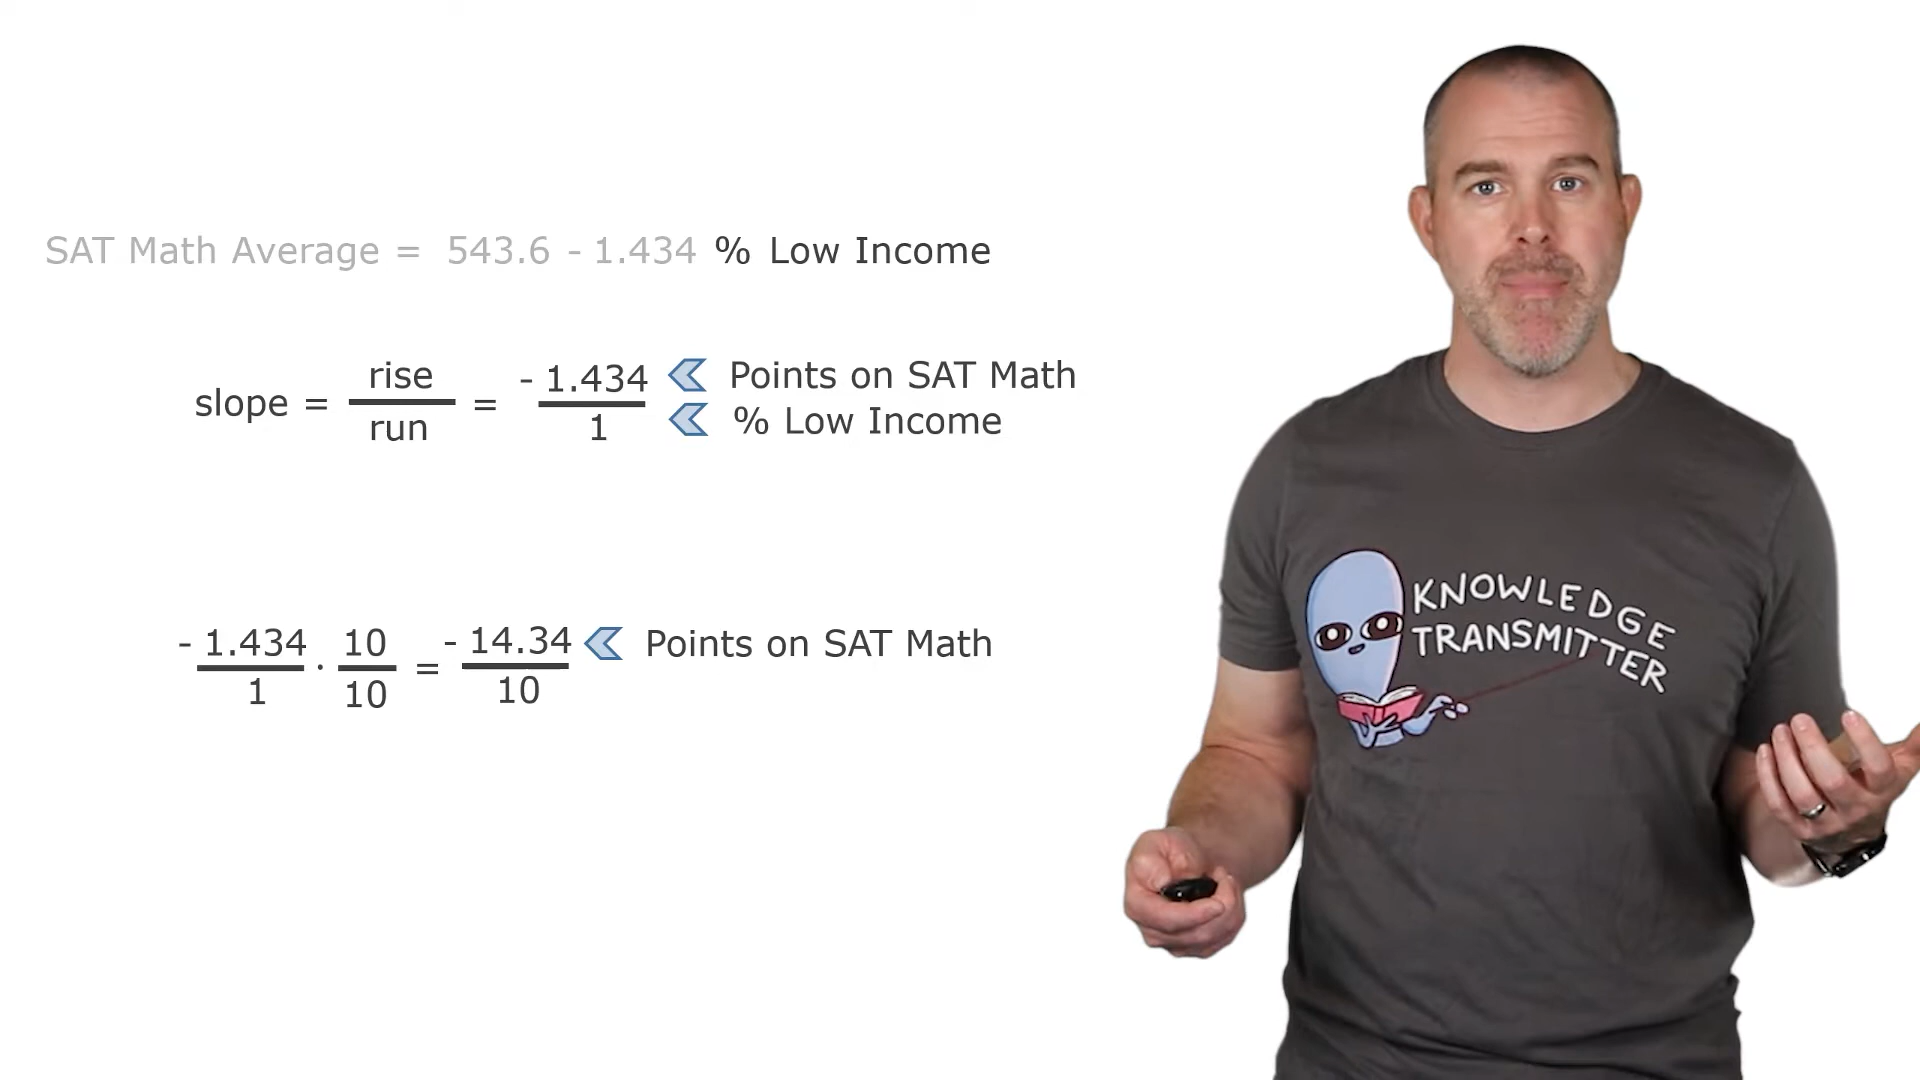 SAT Math Average = 543.6 - 1.434 % Low Income
slope = rise/run = - 1.434/1
Points on SAT Math
% Low Income
- 1.434/1 · 10/10 = - 14.34/10
Points on SAT Math
KNOWLEDGE
TRANSMITTER